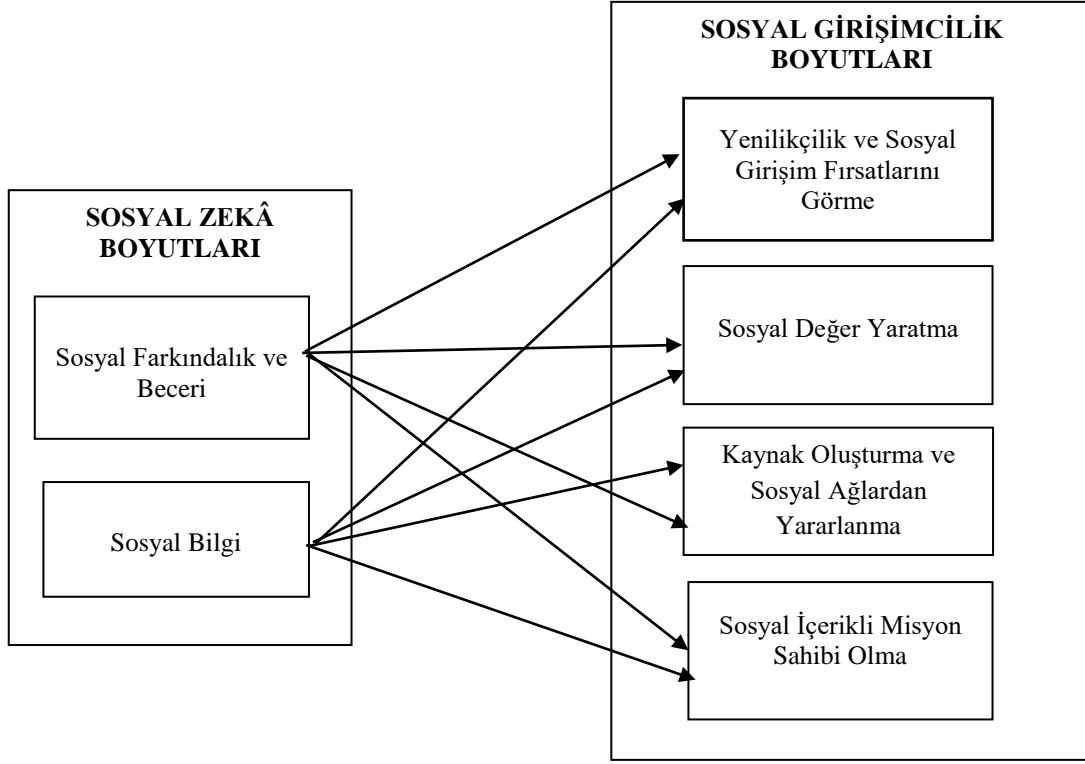 SOSYAL ZEKÂ
BOYUTLARI
Sosyal Farkındalık ve
Beceri
Sosyal Bilgi
SOSYAL GİRİŞİMCİLİK
BOYUTLARI
Yenilikçilik ve Sosyal
Girişim Fırsatlarını
Görme
Sosyal Değer Yaratma
Kaynak Oluşturma ve
Sosyal Ağlardan
Yararlanma
Sosyal İçerikli Misyon
Sahibi Olma